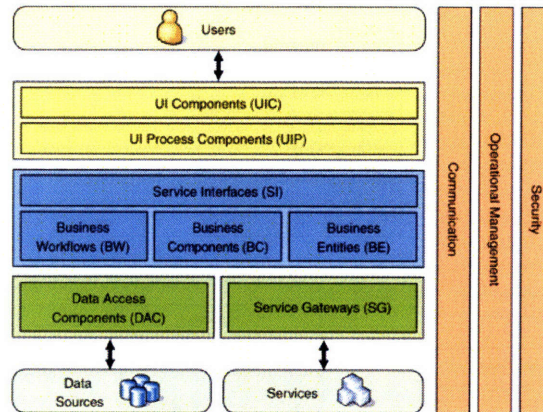 Users
UI Components (UIC)
UI Process Components (UIP)
Service Interfaces (SI)
Business
Workflows (BW)
Business
Components (BC)
Business
Entities (BE)
Data Access
Components (DAC)
Service Gateways (SG)
Data
Sources
Services
Communication
Operational Management
Security